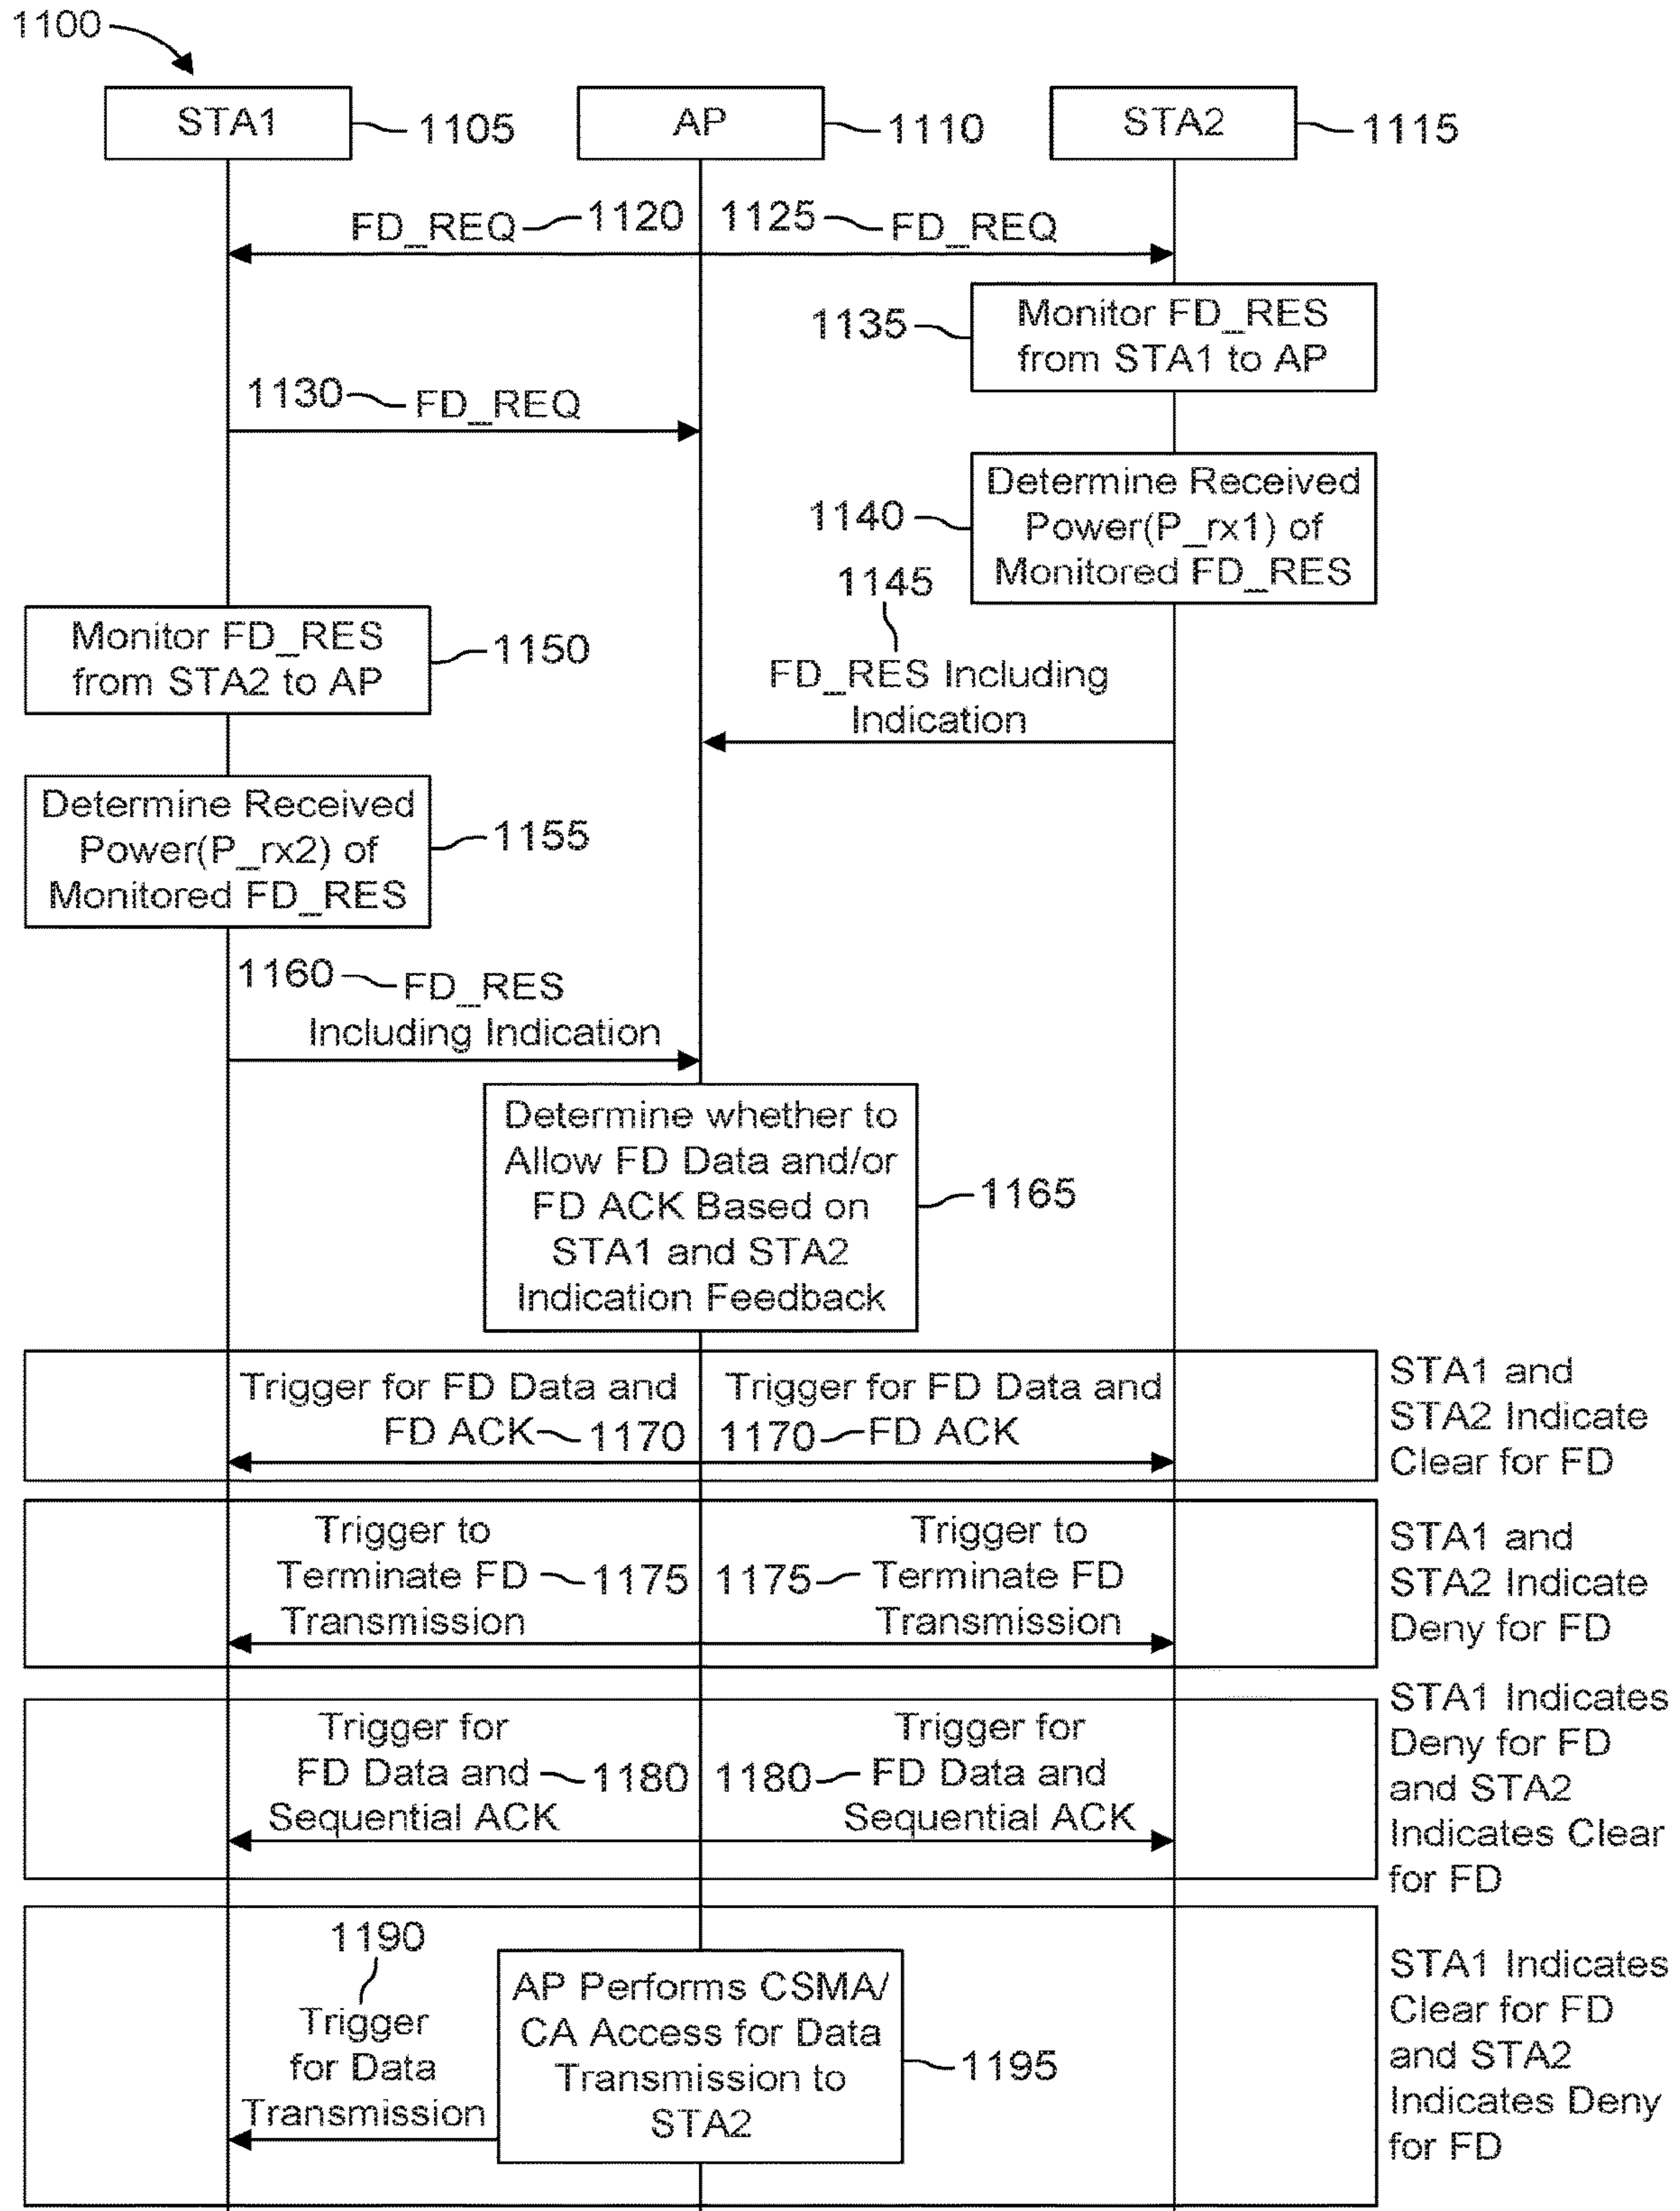 1100
STA1
1105
AP
1110
STA2
1115
FD_REQ
1120
1125
FD_REQ
1135
Monitor FD_RES
from STA1 to AP
1130
FD_REQ
1140
Determine Received
Power(P_rx1) of
Monitored FD_RES
1145
FD_RES Including
Indication
Monitor FD_RES
from STA2 to AP
1150
Determine Received
Power(P_rx2) of
Monitored FD_RES
1155
1160
FD_RES
Including Indication
Determine whether to
Allow FD Data and/or
FD ACK Based on
STA1 and STA2
Indication Feedback
1165
Trigger for FD Data and
FD ACK
1170
Trigger for FD Data and
1170
FD ACK
STA1 and
STA2 Indicate
Clear for FD
Trigger to
Terminate FD
Transmission
1175
1175
Trigger to
Terminate FD
Transmission
STA1 and
STA2 Indicate
Deny for FD
Trigger for
FD Data and
Sequential ACK
1180
1180
Trigger for
FD Data and
Sequential ACK
STA1 Indicates
Deny for FD
and STA2
Indicates Clear
for FD
1190
Trigger
for Data
Transmission
AP Performs CSMA/
CA Access for Data
Transmission to
STA2
1195
STA1 Indicates
Clear for FD
and STA2
Indicates Deny
for FD